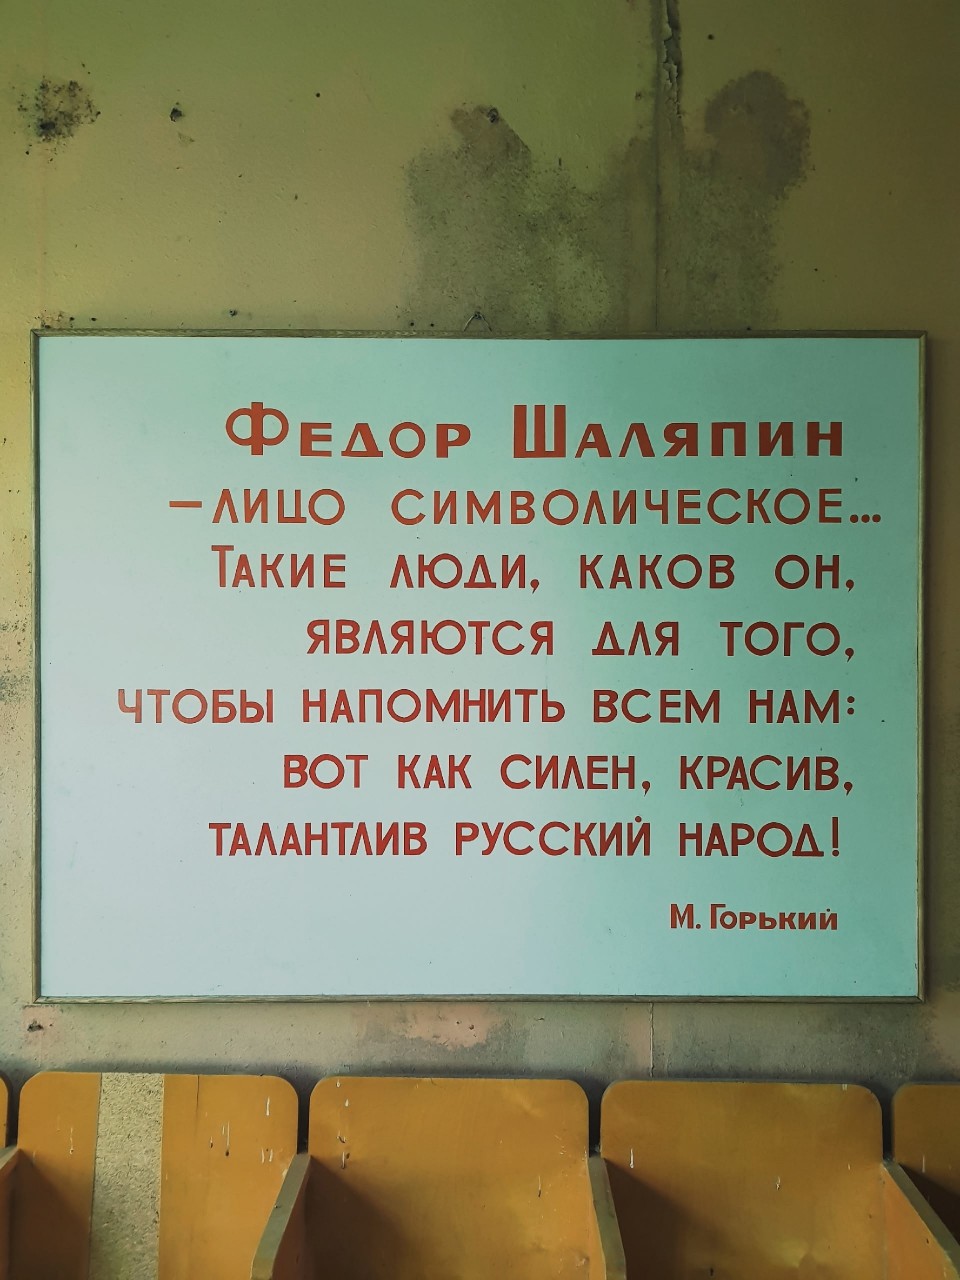 Федор Шаляпин
– лицо символическое...
Такие люди, каков он,
являются для того,
чтобы напомнить всем нам:
вот как силен, красив,
талантлив русский народ!
М. Горький